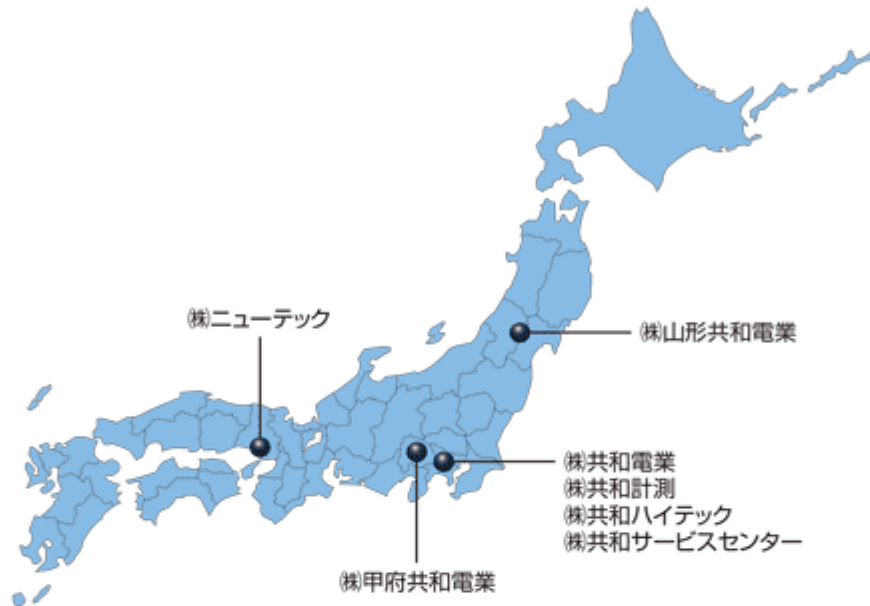 ㈱ニューテック
㈱山形共和電業
㈱共和電業
㈱共和計測
㈱共和ハイテック
㈱共和サービスセンター
㈱甲府共和電業